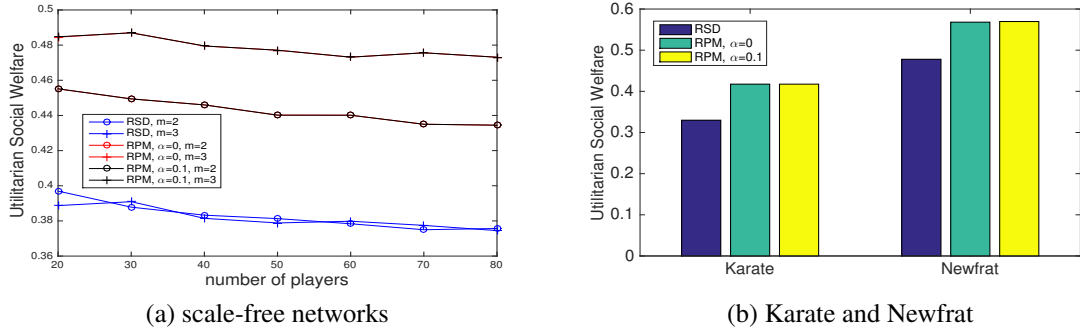 0.5
0.48
0.46
0.44
0.42
0.4
0.38
0.36
Utilitarian Social Welfare
RSD, m=2
RSD, m=3
RPM, α=0, m=2
RPM, α=0, m=3
RPM, α=0.1, m=2
RPM, α=0.1, m=3
20 30 40 50 60 70 80
number of players
(a) scale-free networks
0.6
0.5
0.4
0.3
0.2
0.1
0
Utilitarian Social Welfare
RSD
RPM, α=0
RPM, α=0.1
Karate Newfrat
(b) Karate and Newfrat